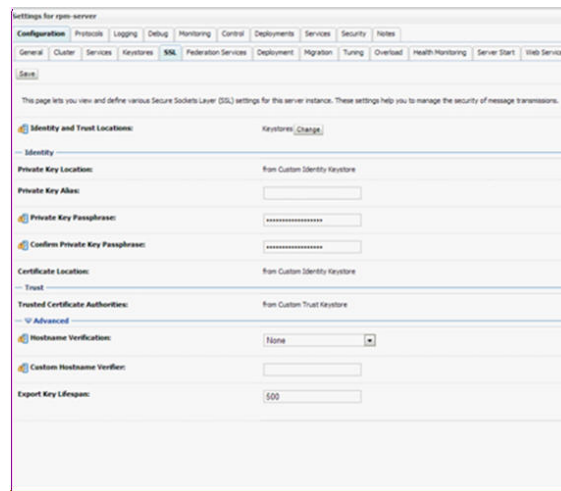 Settings for rpm-server
Configuration Protocols Logging Debug Monitoring Control Deployments Services Security Notes
General Cluster Services Keystores SSL Federation Services Deployment Migration Tuning Overload Health Monitoring Server Start Web Service
Save
This page lets you view and define various Secure Sockets Layer (SSL) settings for this server instance. These settings help you to manage the security of message transmissions.
Identity and Trust Locations: Keystores Change
Identity
Private Key Location: from Custom Identity Keystore
Private Key Alias:
Private Key Passphrase: ••••••••••••••••••
Confirm Private Key Passphrase: ••••••••••••••••••
Certificate Location: from Custom Identity Keystore
Trust
Trusted Certificate Authorities: from Custom Trust Keystore
Advanced
Hostname Verification: None
Custom Hostname Verifier:
Export Key Lifespan: 500